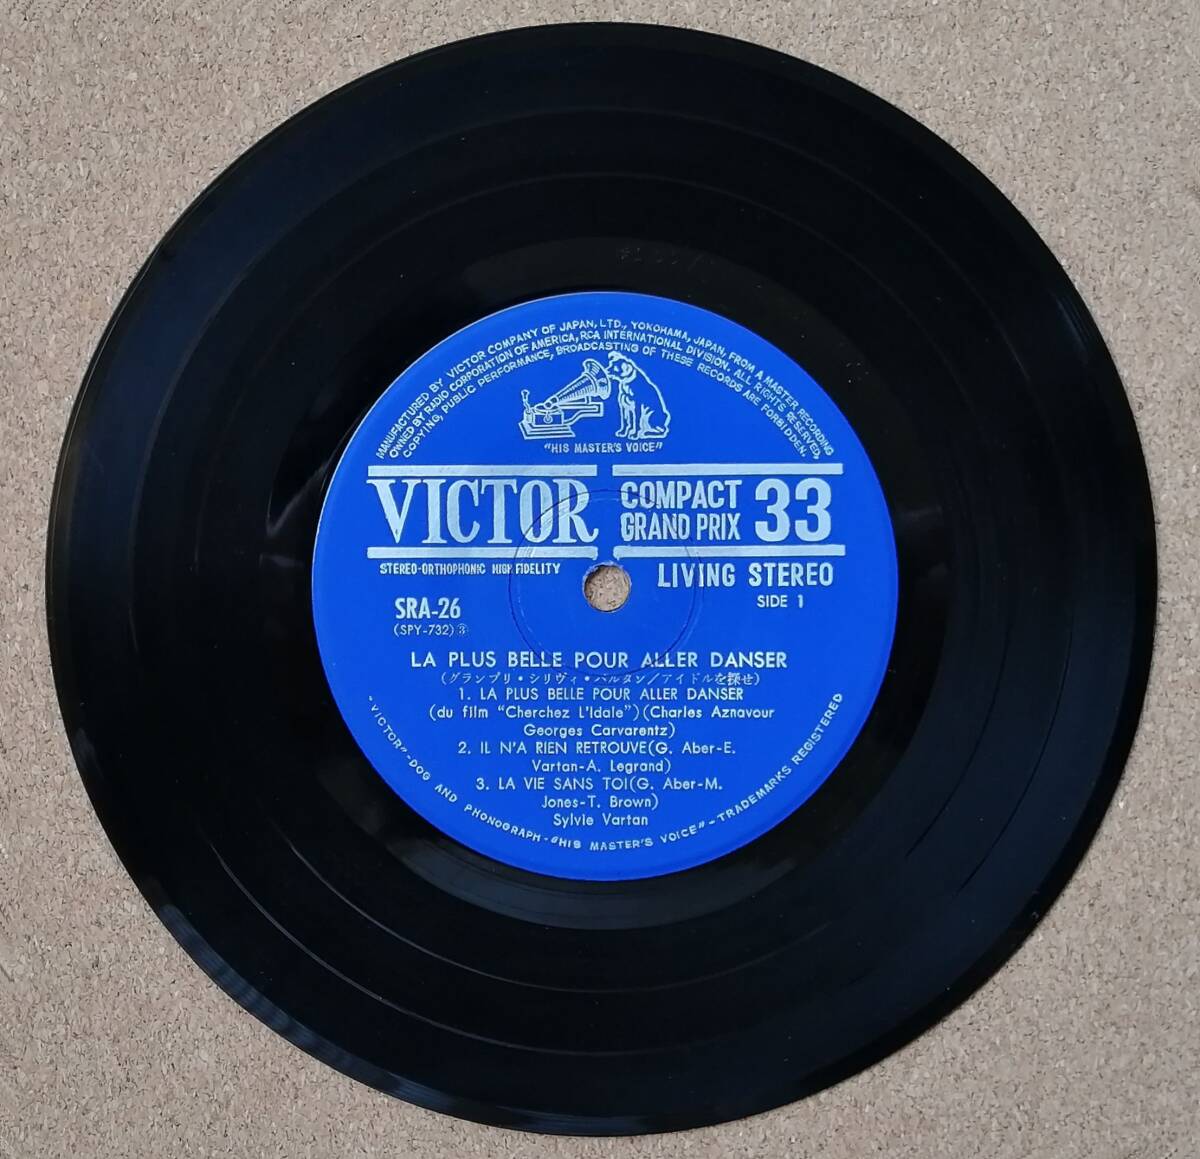 MANUFACTURED BY VICTOR COMPANY OF JAPAN, LTD., YOKOHAMA, JAPAN, FROM A MASTER RECORDING
OWNED BY RADIO CORPORATION OF AMERICA, RCA INTERNATIONAL DIVISION. ALL RIGHTS RESERVED,
COPYING, PUBLIC PERFORMANCE, BROADCASTING OF THESE RECORDS ARE FORBIDDEN.
"HIS MASTER'S VOICE"
VICTOR
COMPACT
GRAND PRIX 33
STEREO-ORTHOPHONIC HIGH FIDELITY
LIVING STEREO
SIDE 1
SRA-26
(SPY-732)③
LA PLUS BELLE POUR ALLER DANSER
(グランプリ・シリヴィ・バルタン/アイドルを探せ)
1. LA PLUS BELLE POUR ALLER DANSER
(du film "Cherchez L'Idale")(Charles Aznavour
Georges Carvarentz)
2. IL N'A RIEN RETROUVE(G. Aber-E.
Vartan-A. Legrand)
3. LA VIE SANS TOI(G. Aber-M.
Jones-T. Brown)
Sylvie Vartan
"VICTOR"-DOG AND PHONOGRAPH-"HIS MASTER'S VOICE"-TRADEMARKS REGISTERED